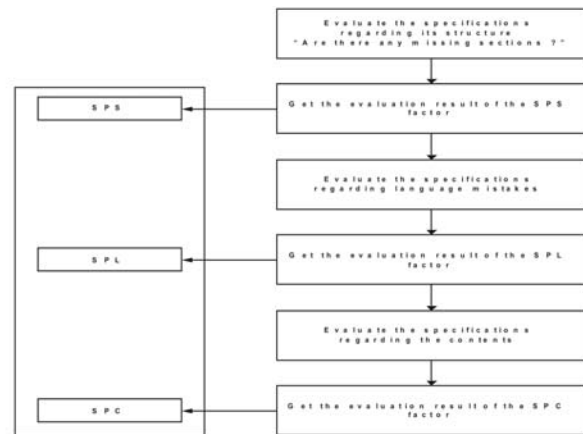 Evaluate the specifications
regarding its structure
"Are there any missing sections ?"
SPS
Get the evaluation result of the SPS
factor
Evaluate the specifications
regarding language mistakes
SPL
Get the evaluation result of the SPL
factor
Evaluate the specifications
regarding the contents
SPC
Get the evaluation result of the SPC
factor